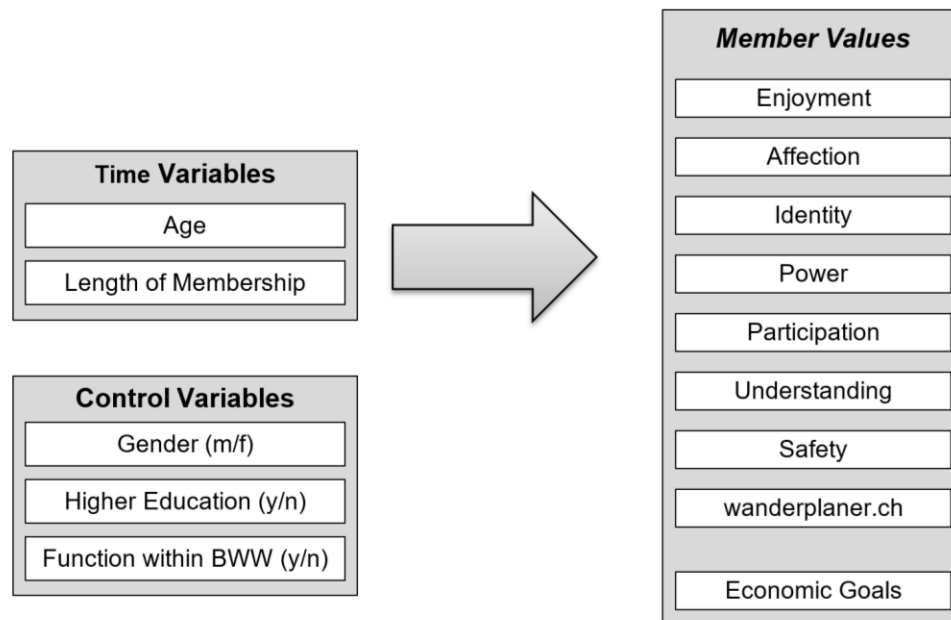 Time Variables
Age
Length of Membership
Control Variables
Gender (m/f)
Higher Education (y/n)
Function within BWW (y/n)
Member Values
Enjoyment
Affection
Identity
Power
Participation
Understanding
Safety
wanderplaner.ch
Economic Goals